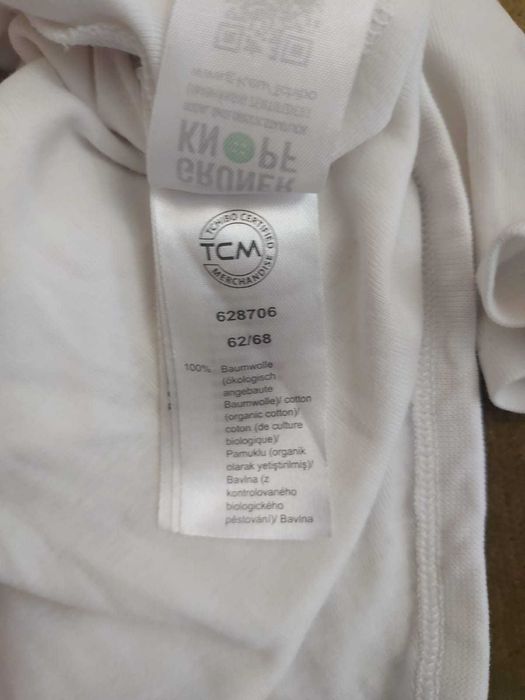 GRÜNER
KNOPF
TCHIBO CERTIFIED
TCM
MERCHANDISE
628706
62/68
100% Baumwolle
(ökologisch
angebaute
Baumwolle)/ cotton
(organic cotton)/
coton (de culture
biologique)/
Pamuklu (organik
olarak yetiştirilmiş)/
Bavlna (z
kontrolovaného
biologického
pěstování)/ Bavlna